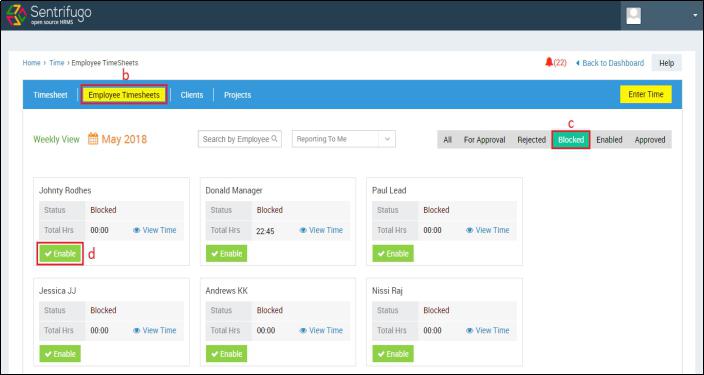 Sentrifugo
open source HRMS
Home > Time > Employee TimeSheets
(22) Back to Dashboard Help
b
Timesheet Employee Timesheets Clients Projects Enter Time
c
Weekly View May 2018 Search by Employee Reporting To Me All For Approval Rejected Blocked Enabled Approved
Johnty Rodhes
Status Blocked
Total Hrs 00:00 View Time
Enable d
Donald Manager
Status Blocked
Total Hrs 22:45 View Time
Enable
Paul Lead
Status Blocked
Total Hrs 00:00 View Time
Enable
Jessica JJ
Status Blocked
Total Hrs 00:00 View Time
Enable
Andrews KK
Status Blocked
Total Hrs 00:00 View Time
Enable
Nissi Raj
Status Blocked
Total Hrs 00:00 View Time
Enable